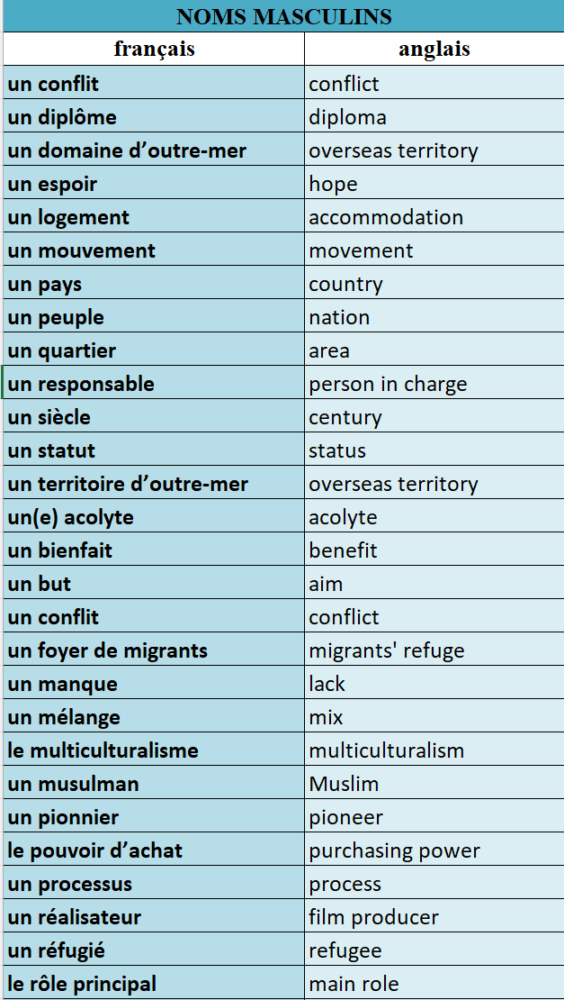 NOMS MASCULINS
français anglais
un conflit conflict
un diplôme diploma
un domaine d’outre-mer overseas territory
un espoir hope
un logement accommodation
un mouvement movement
un pays country
un peuple nation
un quartier area
un responsable person in charge
un siècle century
un statut status
un territoire d’outre-mer overseas territory
un(e) acolyte acolyte
un bienfait benefit
un but aim
un conflit conflict
un foyer de migrants migrants' refuge
un manque lack
un mélange mix
le multiculturalisme multiculturalism
un musulman Muslim
un pionnier pioneer
le pouvoir d’achat purchasing power
un processus process
un réalisateur film producer
un réfugié refugee
le rôle principal main role